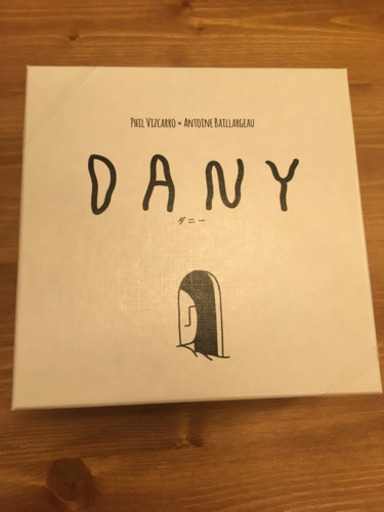 PHIL VIZCARRO × ANTOINE BAILLARGEAU
DANY
ダニー